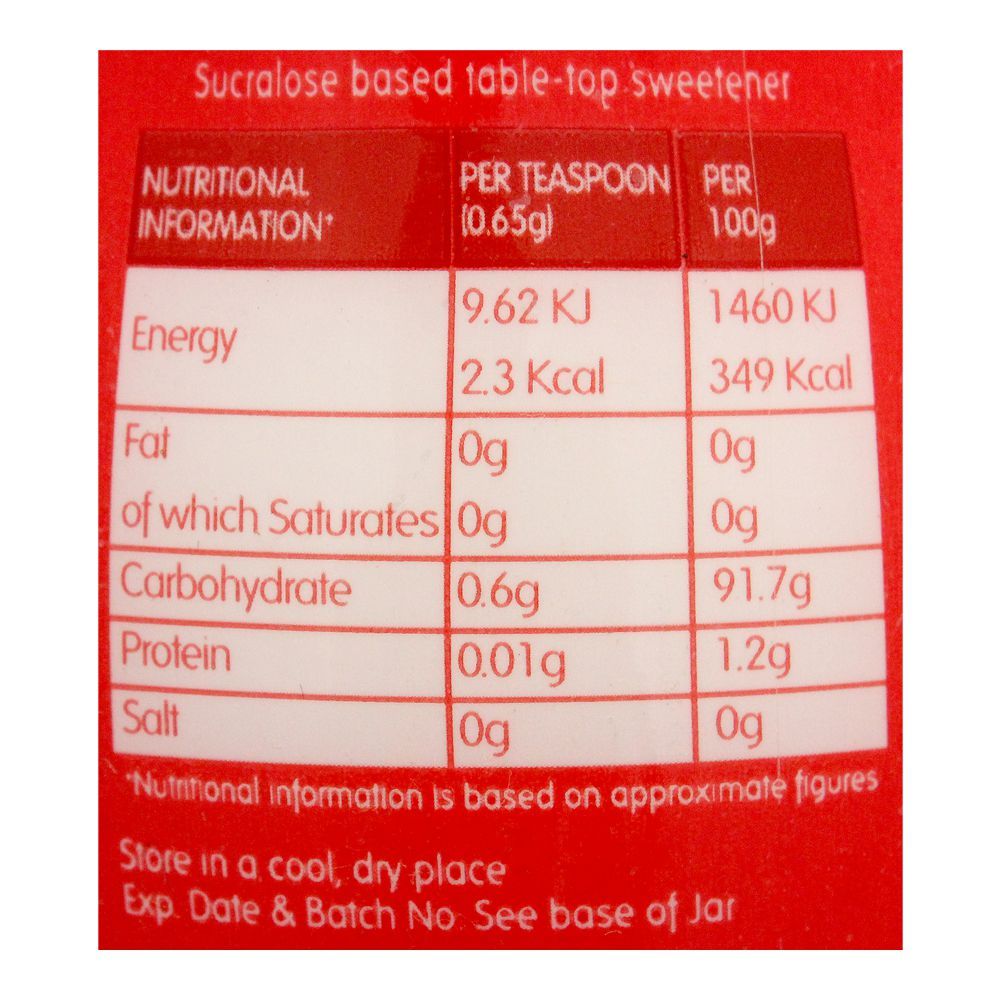 Sucralose based table-top sweetener
NUTRITIONAL INFORMATION* PER TEASPOON (0.65g) PER 100g
Energy 9.62 KJ 1460 KJ
2.3 Kcal 349 Kcal
Fat 0g 0g
of which Saturates 0g 0g
Carbohydrate 0.6g 91.7g
Protein 0.01g 1.2g
Salt 0g 0g
*Nutritional information is based on approximate figures
Store in a cool, dry place
Exp. Date & Batch No. See base of Jar